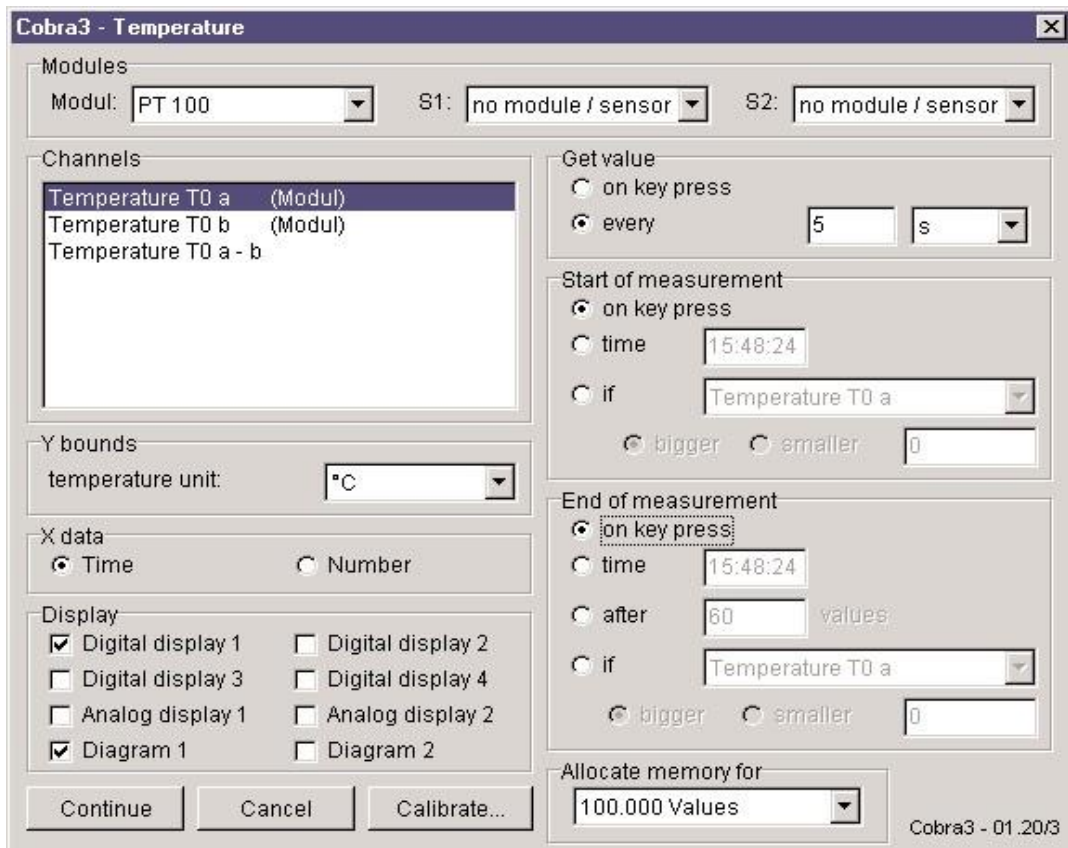 Cobra3 - Temperature
Modules
Modul: PT 100 S1: no module / sensor S2: no module / sensor
Channels
Temperature T0 a (Modul)
Temperature T0 b (Modul)
Temperature T0 a - b
Y bounds
temperature unit: °C
X data
Time Number
Display
Digital display 1 Digital display 2
Digital display 3 Digital display 4
Analog display 1 Analog display 2
Diagram 1 Diagram 2
Continue Cancel Calibrate...
Get value
on key press
every 5 s
Start of measurement
on key press
time 15:48:24
if Temperature T0 a
bigger smaller 0
End of measurement
on key press
time 15:48:24
after 60 values
if Temperature T0 a
bigger smaller 0
Allocate memory for
100.000 Values
Cobra3 - 01.20/3